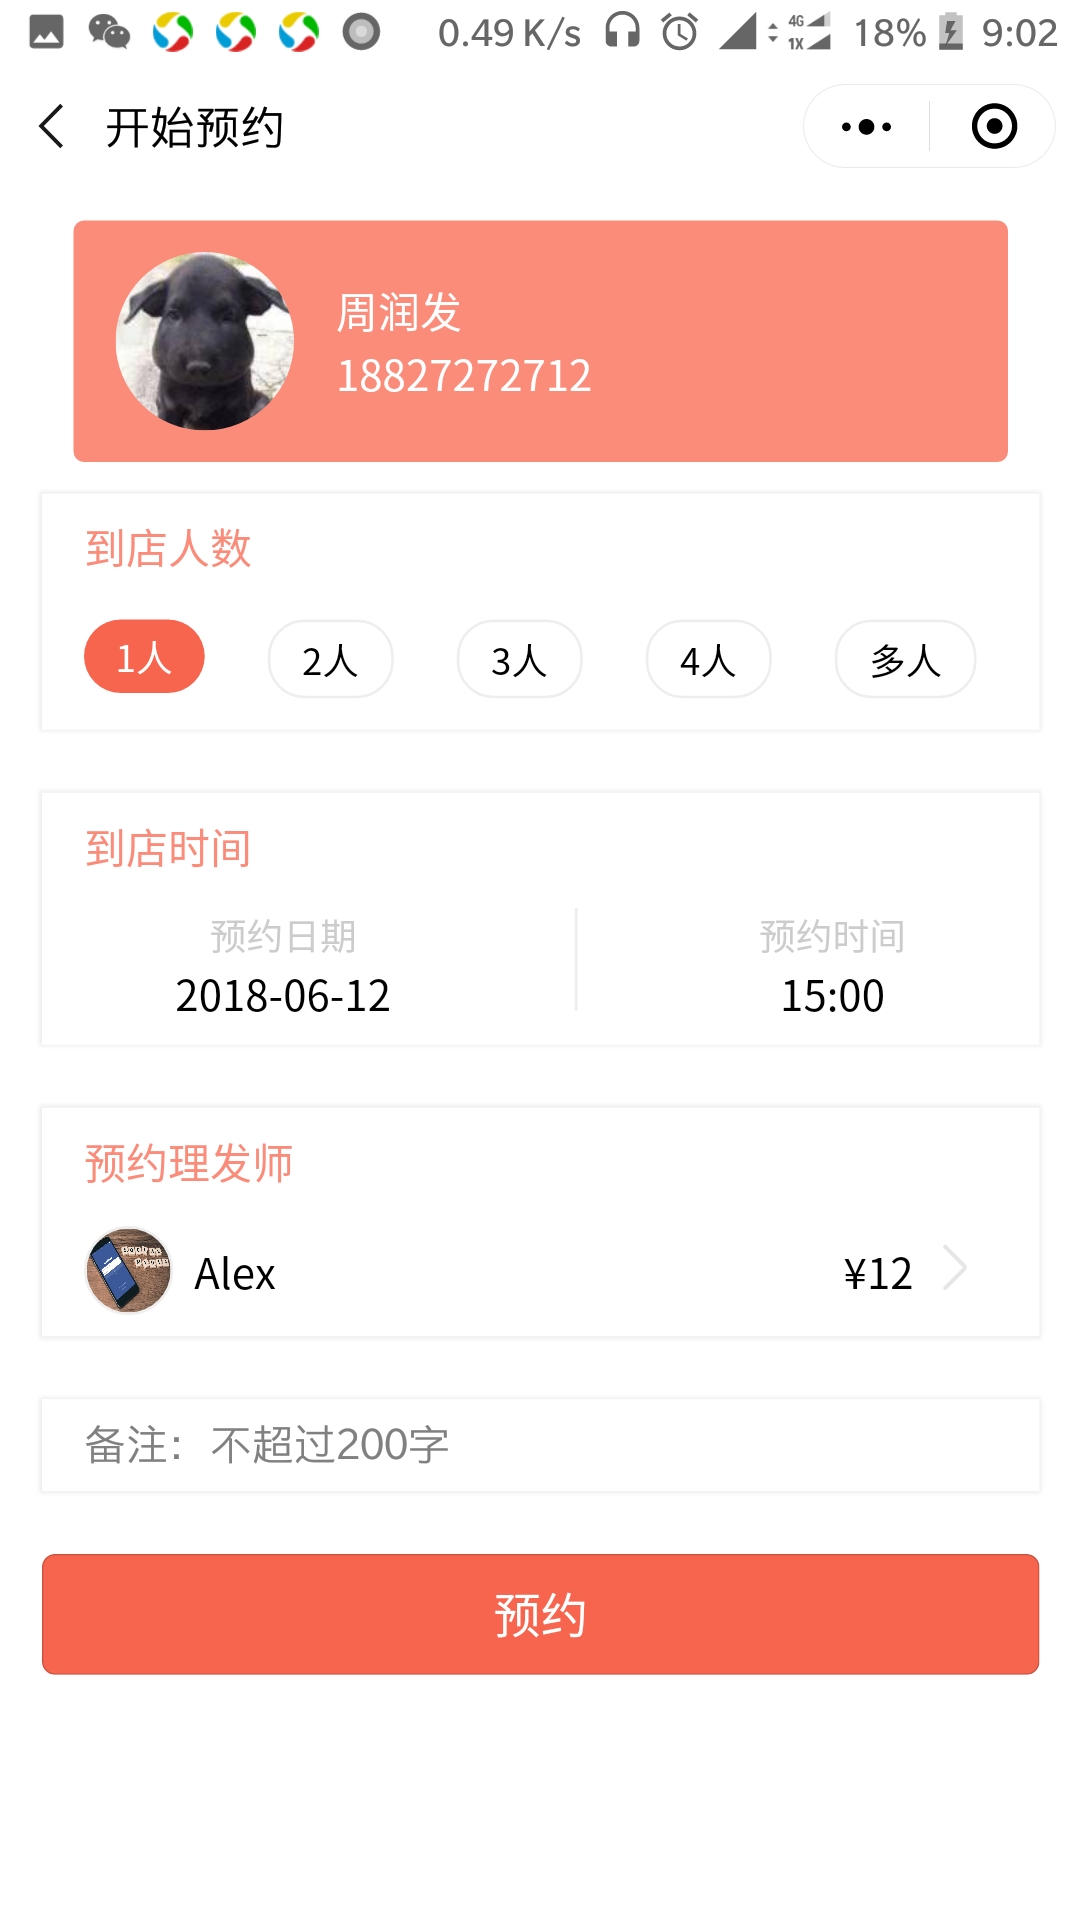 0.49 K/s 4G 1X 18% 9:02
开始预约
周润发
18827272712
到店人数
1人 2人 3人 4人 多人
到店时间
预约日期 预约时间
2018-06-12 15:00
预约理发师
Alex ¥12
备注：不超过200字
预约